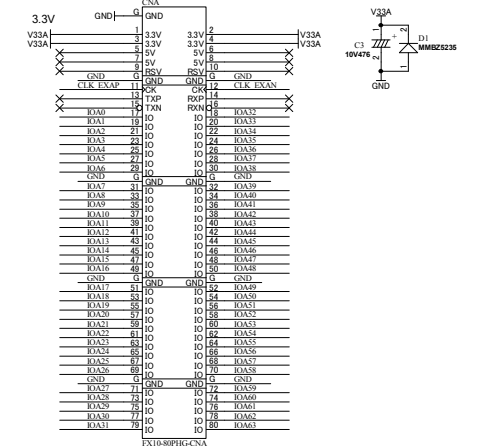 CNA
3.3V GND G GND
V33A 1 3.3V 3.3V 2 V33A
V33A 3 3.3V 3.3V 4 V33A
5 5V 5V 6
7 5V 5V 8
9 RSV RSV 10
GND G GND GND G GND
CLK_EXAP 11 CK CK 12 CLK_EXAN
13 TXP RXP 14
15 TXN RXN 16
IOA0 17 IO IO 18 IOA32
IOA1 19 IO IO 20 IOA33
IOA2 21 IO IO 22 IOA34
IOA3 23 IO IO 24 IOA35
IOA4 25 IO IO 26 IOA36
IOA5 27 IO IO 28 IOA37
IOA6 29 IO IO 30 IOA38
GND G GND GND G GND
IOA7 31 IO IO 32 IOA39
IOA8 33 IO IO 34 IOA40
IOA9 35 IO IO 36 IOA41
IOA10 37 IO IO 38 IOA42
IOA11 39 IO IO 40 IOA43
IOA12 41 IO IO 42 IOA44
IOA13 43 IO IO 44 IOA45
IOA14 45 IO IO 46 IOA46
IOA15 47 IO IO 48 IOA47
IOA16 49 IO IO 50 IOA48
GND G GND GND G GND
IOA17 51 IO IO 52 IOA49
IOA18 53 IO IO 54 IOA50
IOA19 55 IO IO 56 IOA51
IOA20 57 IO IO 58 IOA52
IOA21 59 IO IO 60 IOA53
IOA22 61 IO IO 62 IOA54
IOA23 63 IO IO 64 IOA55
IOA24 65 IO IO 66 IOA56
IOA25 67 IO IO 68 IOA57
IOA26 69 IO IO 70 IOA58
GND G GND GND G GND
IOA27 71 IO IO 72 IOA59
IOA28 73 IO IO 74 IOA60
IOA29 75 IO IO 76 IOA61
IOA30 77 IO IO 78 IOA62
IOA31 79 IO IO 80 IOA63
FX10-80PHG-CNA
V33A
2
C3 + D1
10V476 MMBZ5235
1
GND